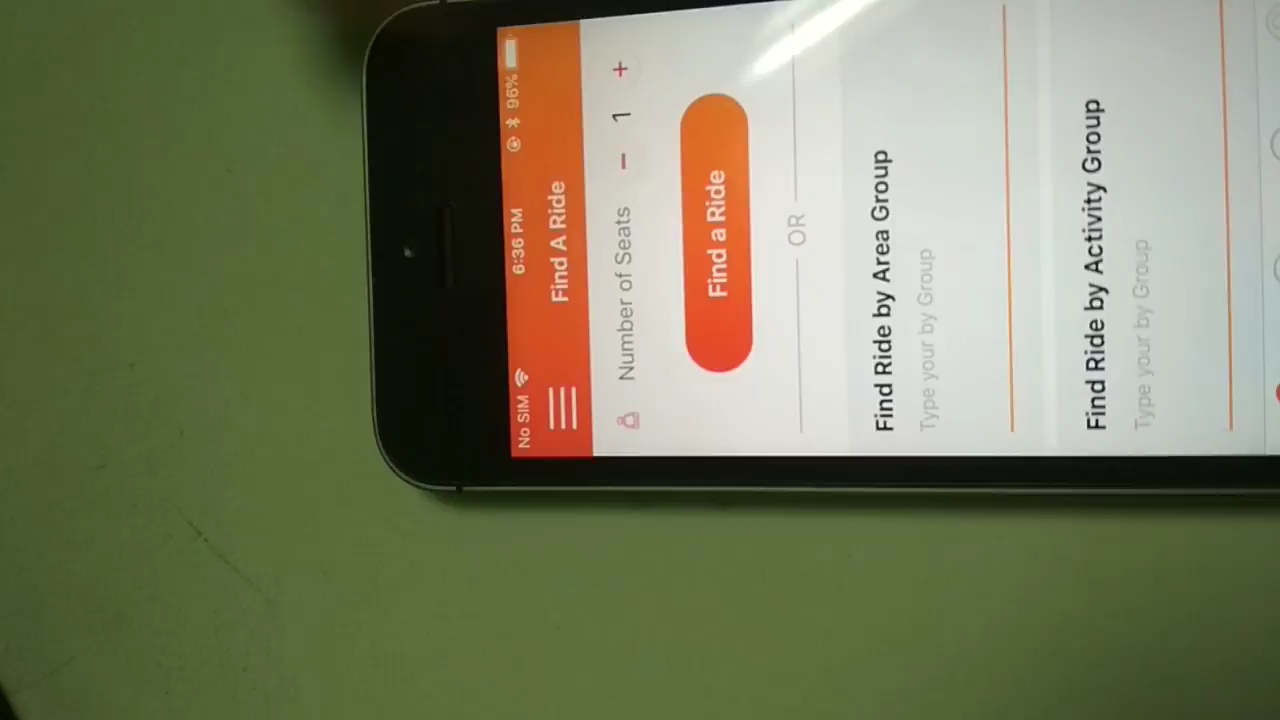 No SIM 6:36 PM 96%
Find A Ride
Number of Seats − 1 +
Find a Ride
OR
Find Ride by Area Group
Type your by Group
Find Ride by Activity Group
Type your by Group